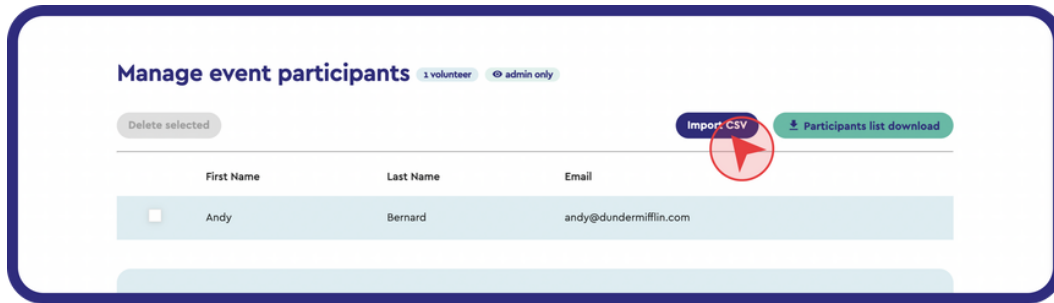 Manage event participants 1 volunteer admin only
Delete selected Import CSV Participants list download
First Name Last Name Email
Andy Bernard andy@dundermifflin.com